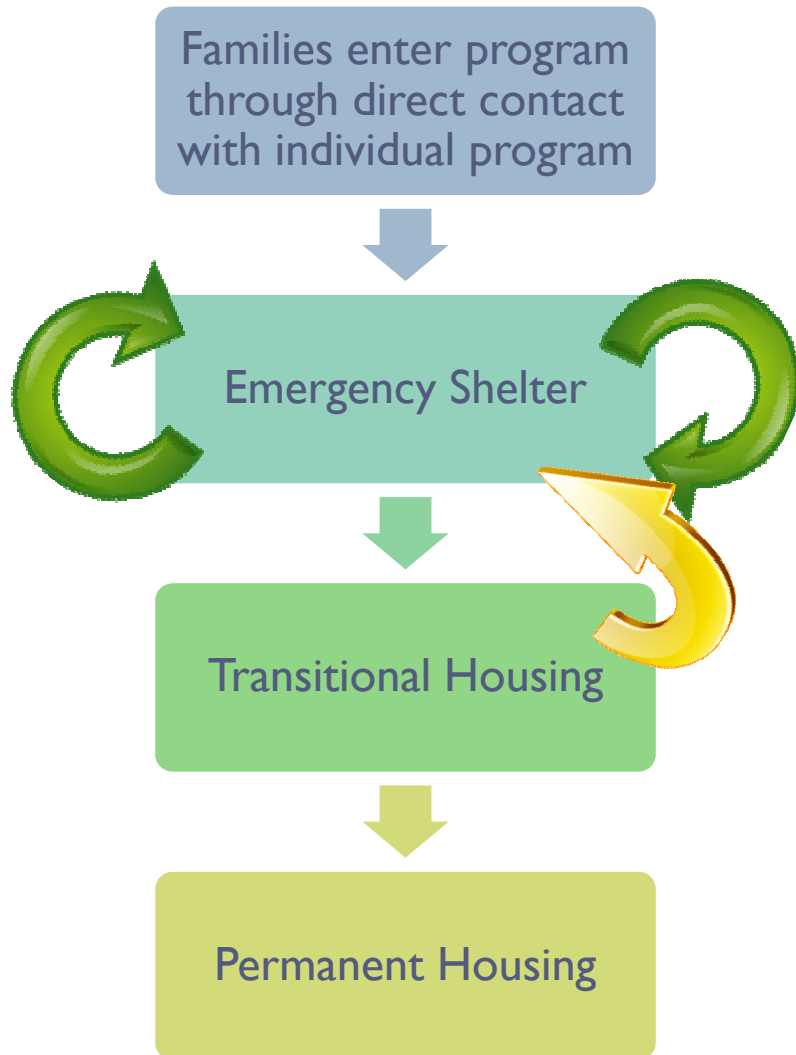 Families enter program
through direct contact
with individual program
Emergency Shelter
Transitional Housing
Permanent Housing